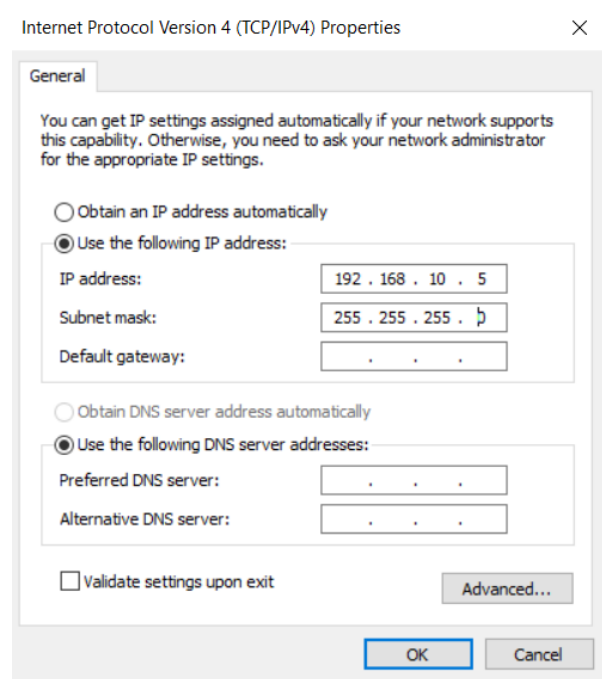 Internet Protocol Version 4 (TCP/IPv4) Properties
General
You can get IP settings assigned automatically if your network supports
this capability. Otherwise, you need to ask your network administrator
for the appropriate IP settings.
Obtain an IP address automatically
Use the following IP address:
IP address: 192 . 168 . 10 . 5
Subnet mask: 255 . 255 . 255 . 0
Default gateway: . . .
Obtain DNS server address automatically
Use the following DNS server addresses:
Preferred DNS server: . . .
Alternative DNS server: . . .
Validate settings upon exit
Advanced...
OK Cancel